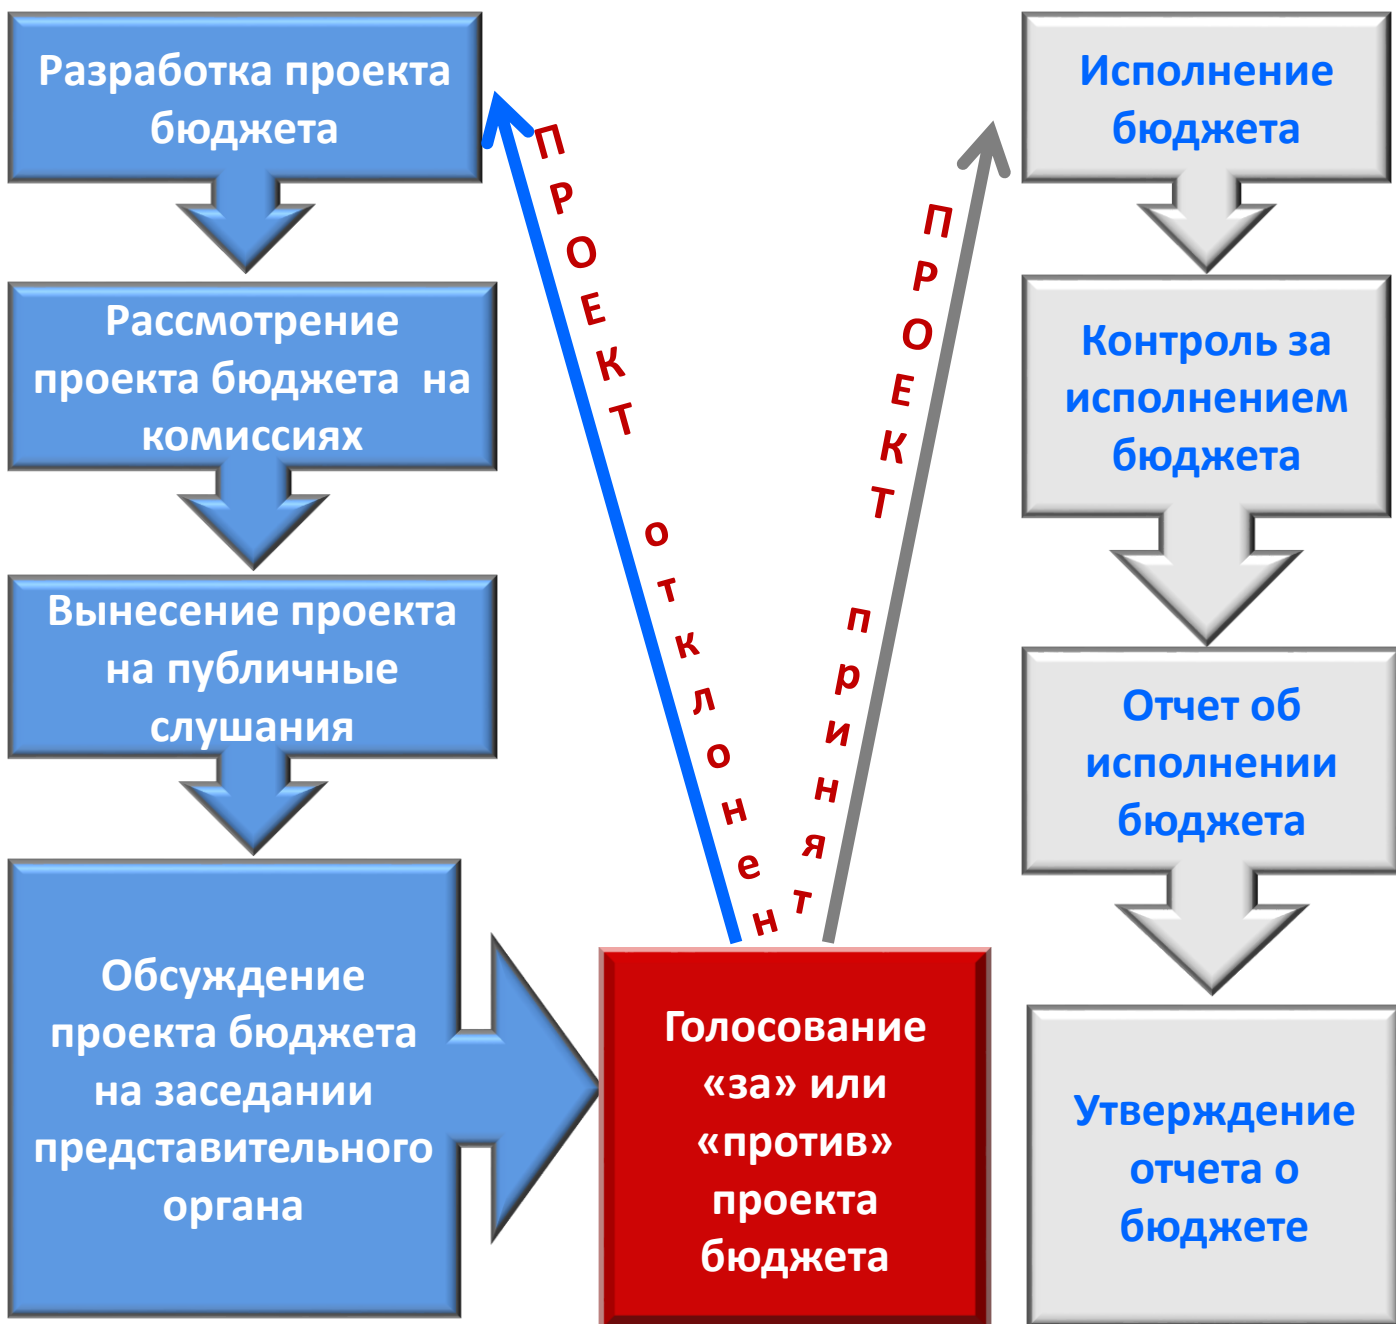 Разработка проекта
бюджета
Рассмотрение
проекта бюджета на
комиссиях
Вынесение проекта
на публичные
слушания
Обсуждение
проекта бюджета
на заседании
представительного
органа
ПРОЕКТ отклонен
ПРОЕКТ принят
Голосование
«за» или
«против»
проекта
бюджета
Исполнение
бюджета
Контроль за
исполнением
бюджета
Отчет об
исполнении
бюджета
Утверждение
отчета о
бюджете